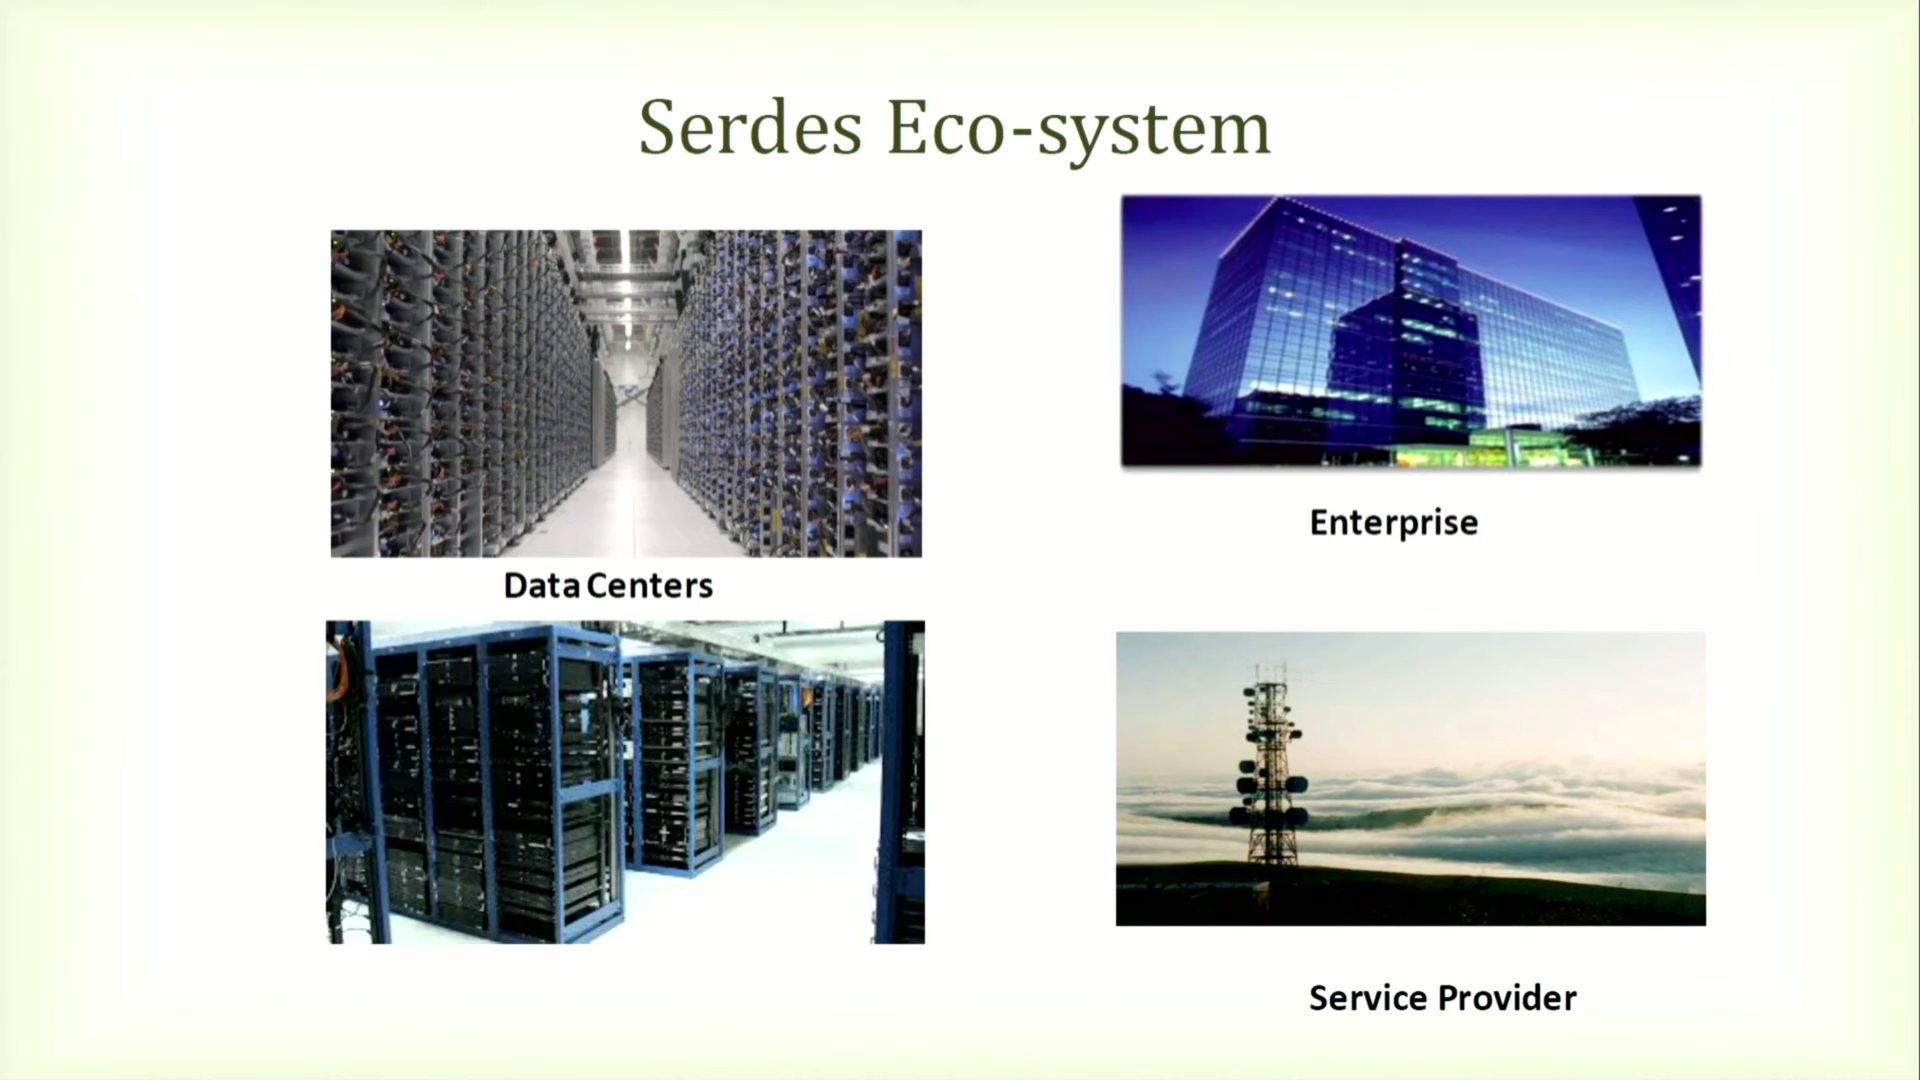 Serdes Eco-system
Data Centers
Enterprise
Service Provider